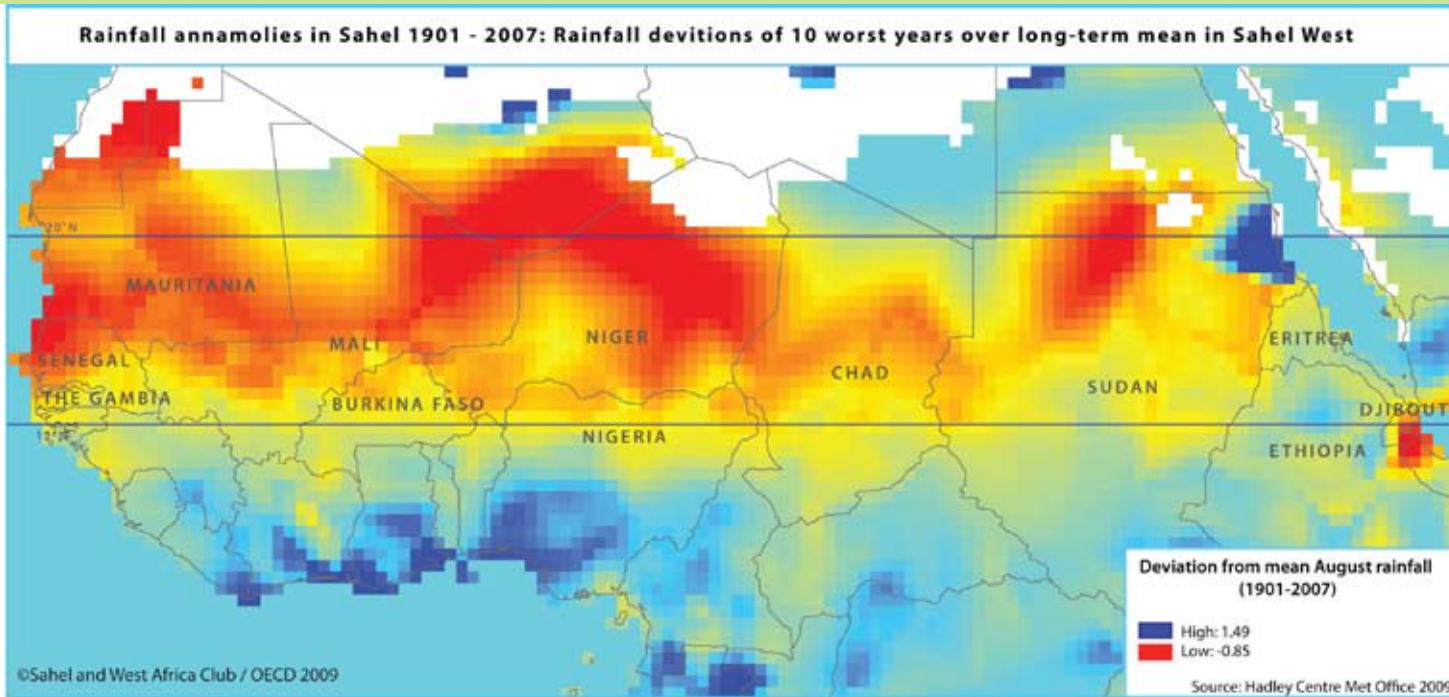 Rainfall annamolies in Sahel 1901 - 2007: Rainfall devitions of 10 worst years over long-term mean in Sahel West
20°N
MAURITANIA
MALI
NIGER
SENEGAL
CHAD
ERITREA
SUDAN
THE GAMBIA
BURKINA FASO
DJIBOUT
NIGERIA
ETHIOPIA
Deviation from mean August rainfall
(1901-2007)
High: 1.49
Low: -0.85
©Sahel and West Africa Club / OECD 2009
Source: Hadley Centre Met Office 2009